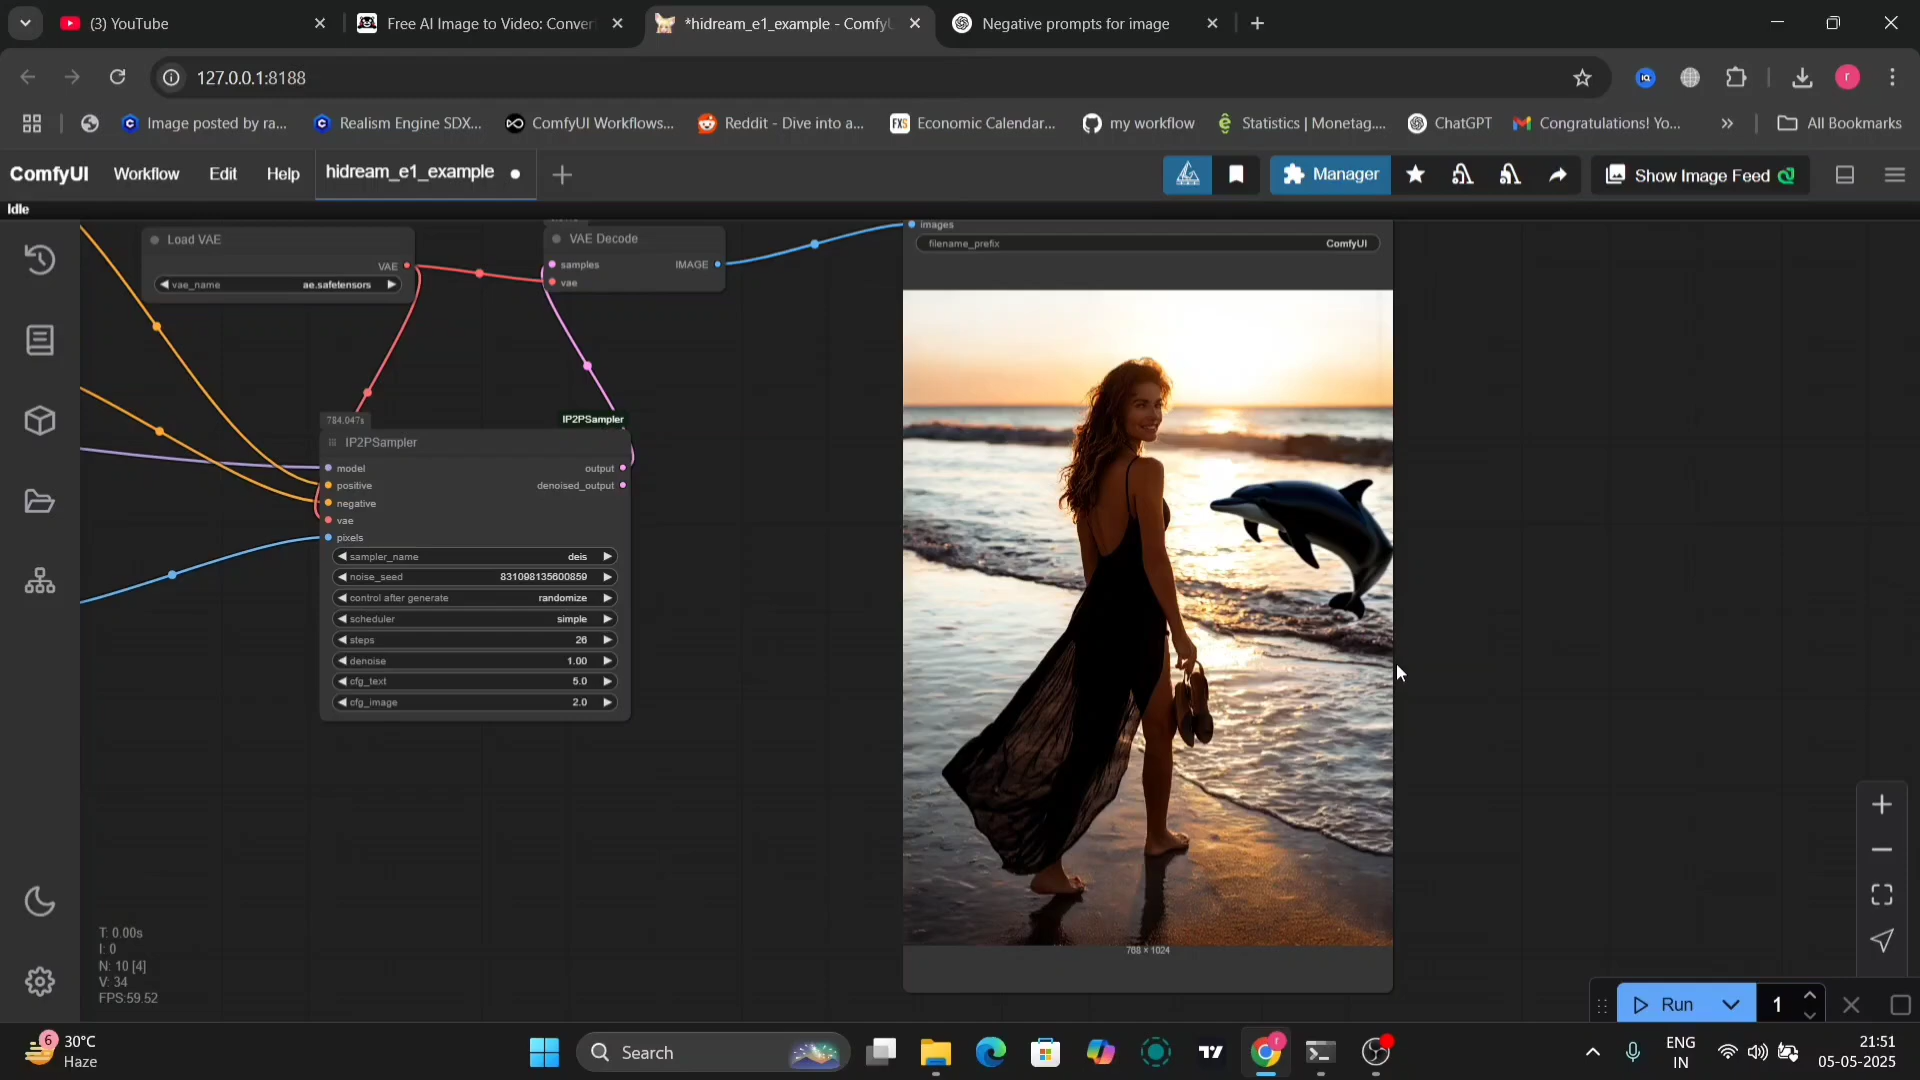 (3) YouTube
Free AI Image to Video: Conver
*hidream_e1_example - ComfyU
Negative prompts for image
127.0.0.1:8188
Image posted by ra...
Realism Engine SDX...
ComfyUI Workflows...
Reddit - Dive into a...
FXS
Economic Calendar...
my workflow
Statistics | Monetag....
ChatGPT
Congratulations! Yo...
All Bookmarks
ComfyUI
Workflow
Edit
Help
hidream_e1_example
Manager
Show Image Feed
Idle
Load VAE
VAE
vae_name ae.safetensors
VAE Decode
samples IMAGE
vae
images
filename_prefix ComfyUI
784.047s
IP2PSampler
IP2PSampler
model output
positive denoised_output
negative
vae
pixels
sampler_name deis
noise_seed 831098135600859
control after generate randomize
scheduler simple
steps 26
denoise 1.00
cfg_text 5.0
cfg_image 2.0
768 × 1024
T: 0.00s
I: 0
N: 10 [4]
V: 34
FPS:59.52
Run
1
6
30°C
Haze
Search
ENG
IN
21:51
05-05-2025